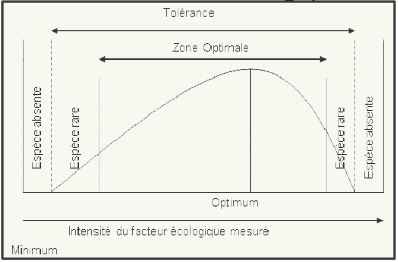 Tolérance
Zone Optimale
Espèce absente
Espèce rare
Espèce rare
Espèce absente
Optimum
Intensité du facteur écologique mesuré
Minimum